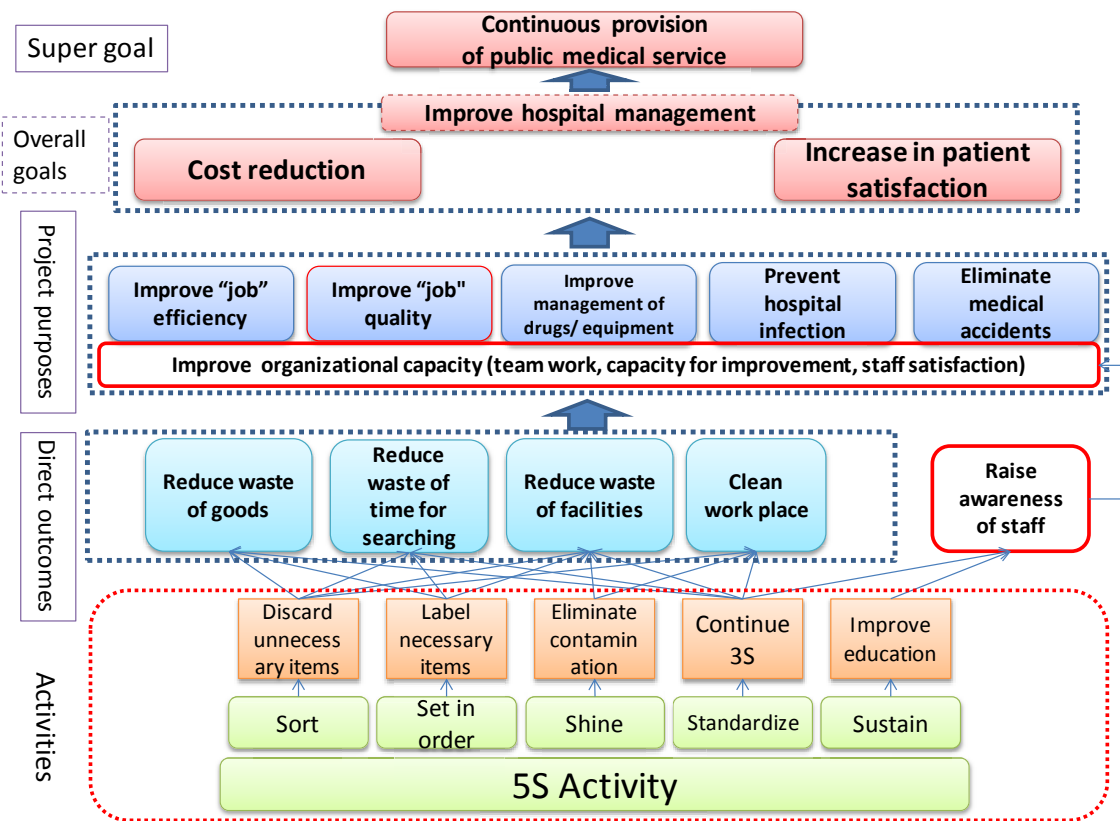 Super goal
Continuous provision
of public medical service
Improve hospital management
Overall
goals
Cost reduction
Increase in patient
satisfaction
Project purposes
Improve “job”
efficiency
Improve “job"
quality
Improve
management of
drugs/ equipment
Prevent
hospital
infection
Eliminate
medical
accidents
Improve organizational capacity (team work, capacity for improvement, staff satisfaction)
Direct outcomes
Reduce waste
of goods
Reduce
waste of
time for
searching
Reduce waste
of facilities
Clean
work place
Raise
awareness
of staff
Activities
Discard
unnecess
ary items
Label
necessary
items
Eliminate
contamin
ation
Continue
3S
Improve
education
Sort
Set in
order
Shine
Standardize
Sustain
5S Activity